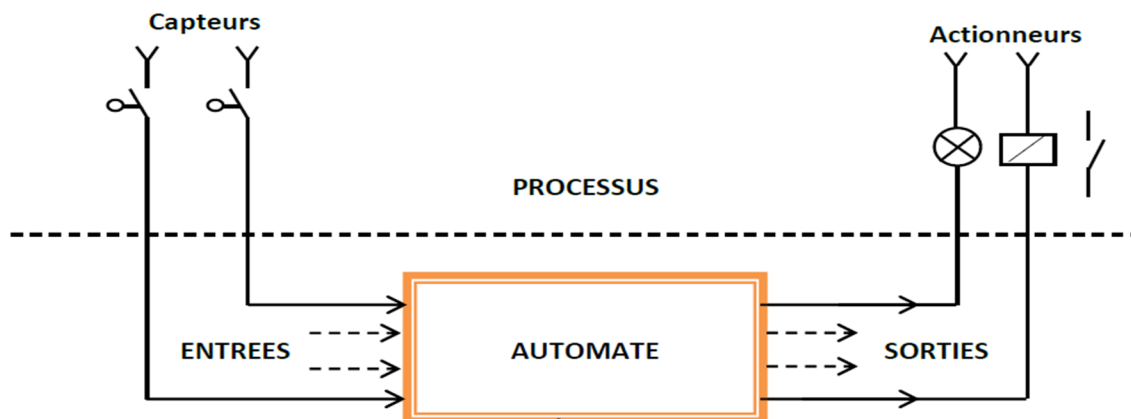 Capteurs
Actionneurs
PROCESSUS
ENTREES
AUTOMATE
SORTIES